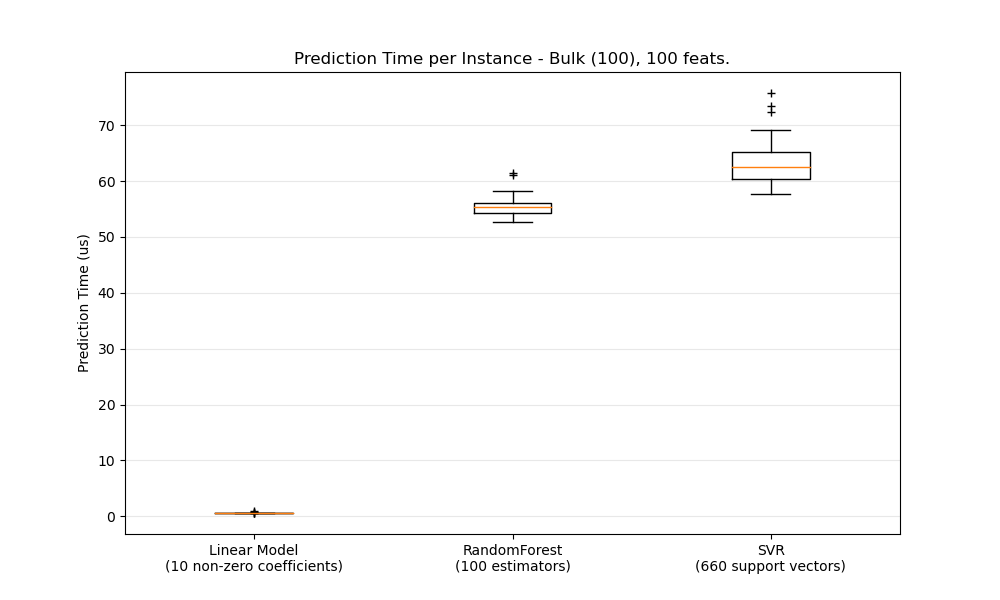 Prediction Time per Instance - Bulk (100), 100 feats.
Prediction Time (us)
70
60
50
40
30
20
10
0
Linear Model
(10 non-zero coefficients)
RandomForest
(100 estimators)
SVR
(660 support vectors)